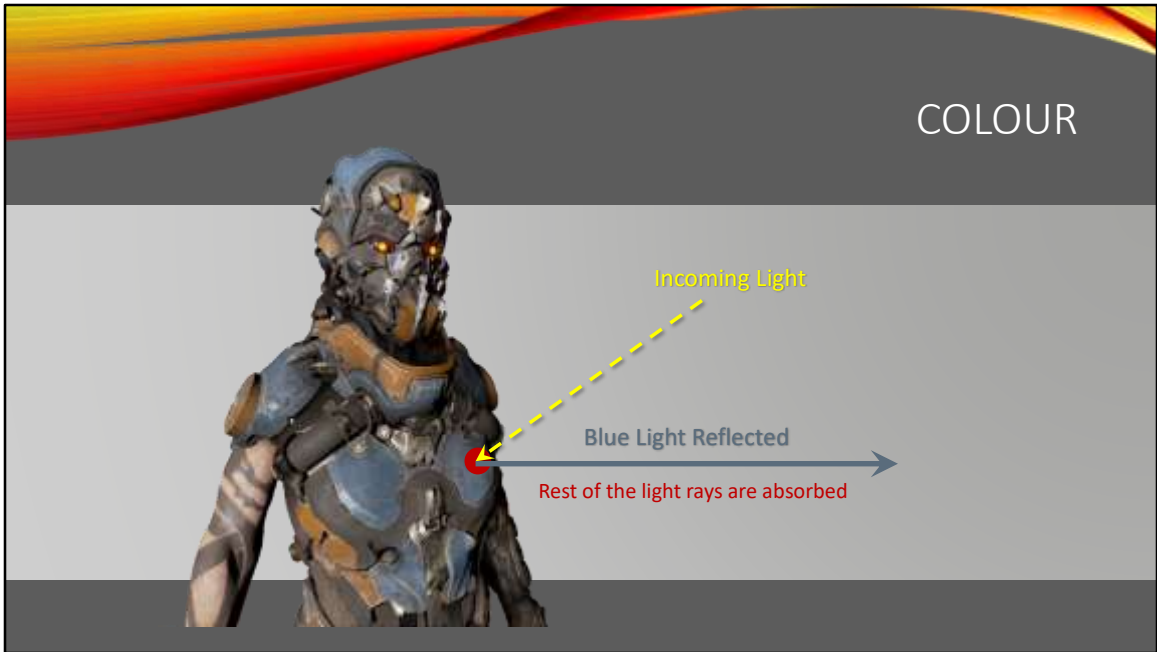 COLOUR
Incoming Light
Blue Light Reflected
Rest of the light rays are absorbed